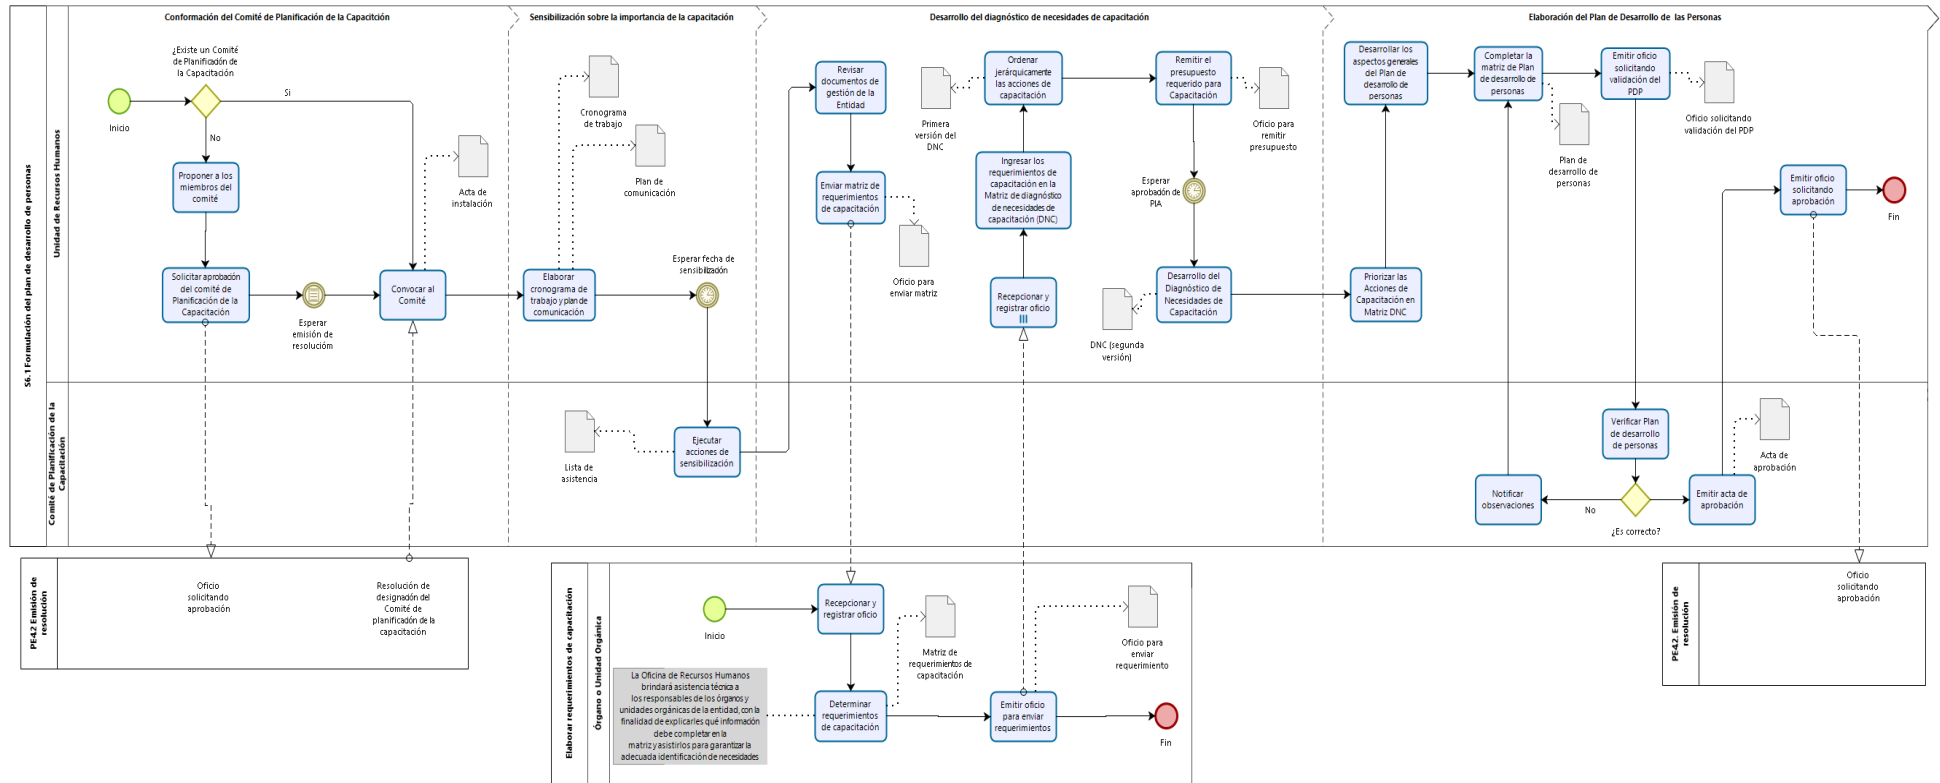 Conformación del Comité de Planificación de la Capacitción
Sensibilización sobre la importancia de la capacitación
Desarrollo del diagnóstico de necesidades de capacitación
Elaboración del Plan de Desarrollo de las Personas
S6.1 Formulación del plan de desarrollo de personas
Unidad de Recursos Humanos
¿Existe un Comité
de Planificación de
la Capacitación
Inicio
Si
No
Proponer a los
miembros del
comité
Solicitar aprobación
del comité de
Planificación de la
Capacitación
Esperar
emisión de
resolucióm
Convocar al
Comité
Acta de
instalación
Cronograma
de trabajo
Plan de
comunicación
Elaborar
cronograma de
trabajo y plan de
comunicación
Esperar fecha de
sensibilización
Revisar
documentos de
gestión de la
Entidad
Enviar matriz de
requerimientos
de capacitación
Oficio para
enviar matriz
Primera
versión del
DNC
Ordenar
jerárquicamente
las acciones de
capacitación
Ingresar los
requerimientos de
capacitación en la
Matriz de diagnóstico
de necesidades de
capacitación (DNC)
Recepcionar y
registrar oficio
Remitir el
presupuesto
requerido para
Capacitación
Oficio para
remitir
presupuesto
Esperar
aprobación de
PIA
Desarrollo del
Diagnóstico de
Necesidades de
Capacitación
DNC (segunda
versión)
Desarrollar los
aspectos generales
del Plan de
desarrollo de
personas
Priorizar las
Acciones de
Capacitación en
Matriz DNC
Completar la
matriz de Plan
de desarrollo de
personas
Plan de
desarrollo de
personas
Emitir oficio
solicitando
validación del
PDP
Oficio solicitando
validación del PDP
Emitir oficio
solicitando
aprobación
Fin
Comité de Planificación de la
Capacitación
Lista de
asistencia
Ejecutar
acciones de
sensibilización
Notificar
observaciones
Verificar Plan
de desarrollo
de personas
No
¿Es correcto?
Emitir acta de
aprobación
Acta de
aprobación
PE4.2 Emisión de
resolución
Oficio
solicitando
aprobación
Resolución de
designación del
Comité de
planificación de la
capacitación
Elaborar requerimientos de capacitación
Órgano o Unidad Orgánica
Inicio
Recepcionar y
registrar oficio
Matriz de
requerimientos de
capacitación
La Oficina de Recursos Humanos
brindará asistencia técnica a
los responsables de los órganos y
unidades orgánicas de la entidad, con la
finalidad de explicarles qué información
debe completar en la
matriz y asistirlos para garantizar la
adecuada identificación de necesidades
Determinar
requerimientos
de capacitación
Emitir oficio
para enviar
requerimientos
Oficio para
enviar
requerimiento
Fin
PE4.2. Emisión de
resolución
Oficio
solicitando
aprobación